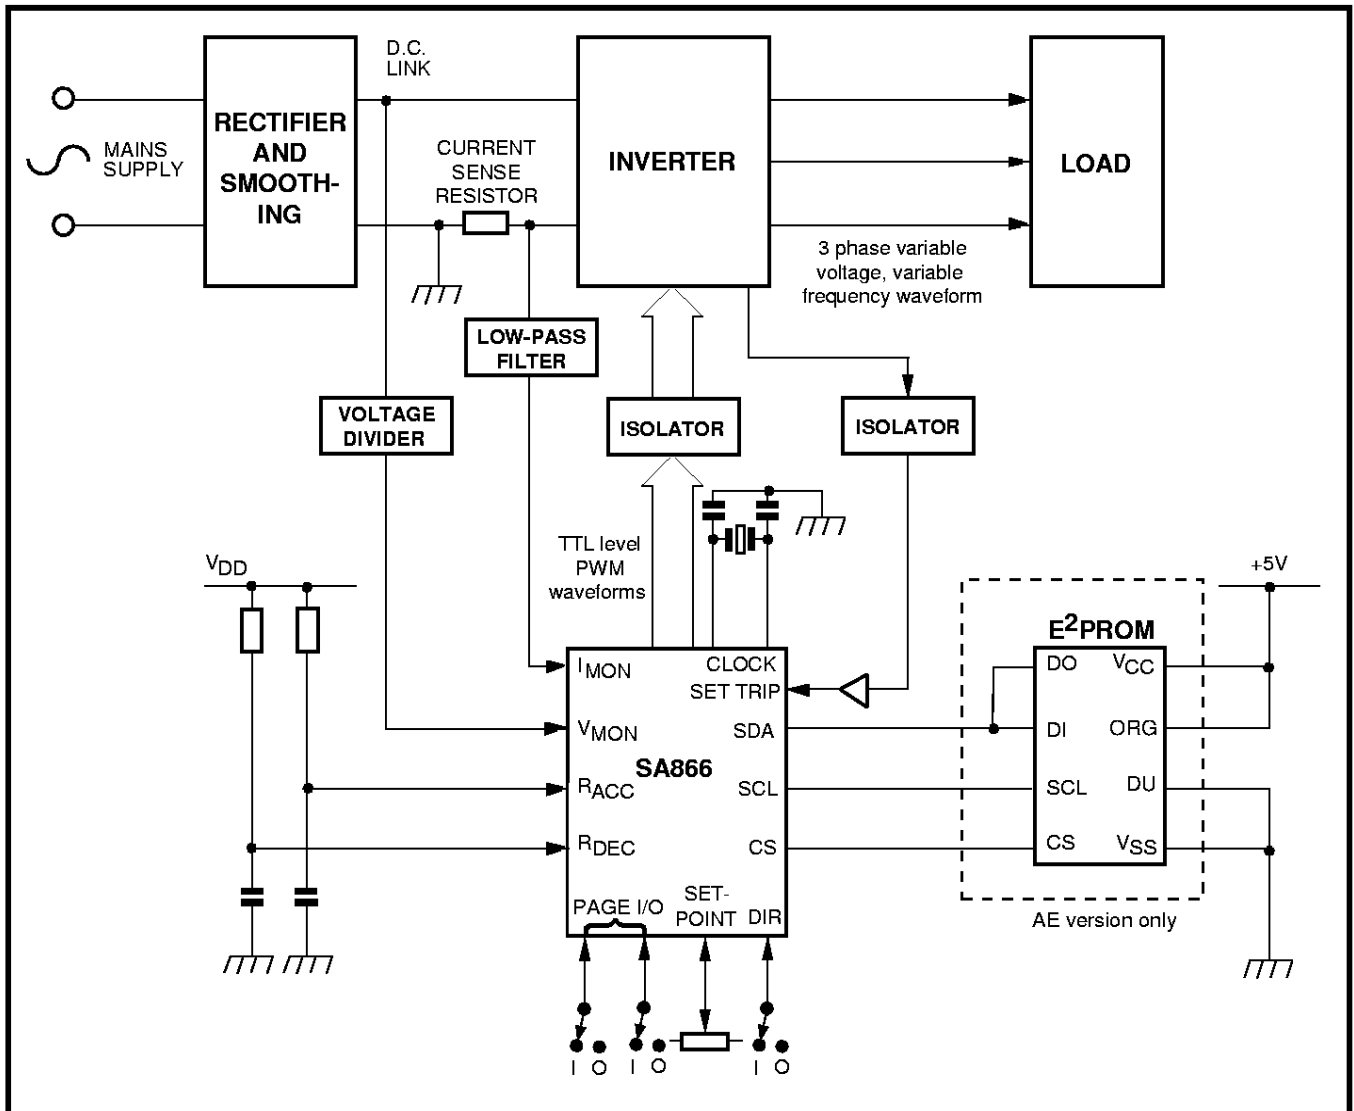 D.C.
LINK
RECTIFIER
AND
SMOOTH-
ING
MAINS
SUPPLY
CURRENT
SENSE
RESISTOR
INVERTER
LOAD
3 phase variable
voltage, variable
frequency waveform
LOW-PASS
FILTER
VOLTAGE
DIVIDER
ISOLATOR
ISOLATOR
TTL level
PWM
waveforms
VDD
+5V
E2PROM
IMON
CLOCK
SET TRIP
VMON
SDA
SA866
RACC
SCL
RDEC
CS
PAGE I/O
SET-
POINT
DIR
DO
VCC
DI
ORG
SCL
DU
CS
VSS
AE version only
I O
I O
I O